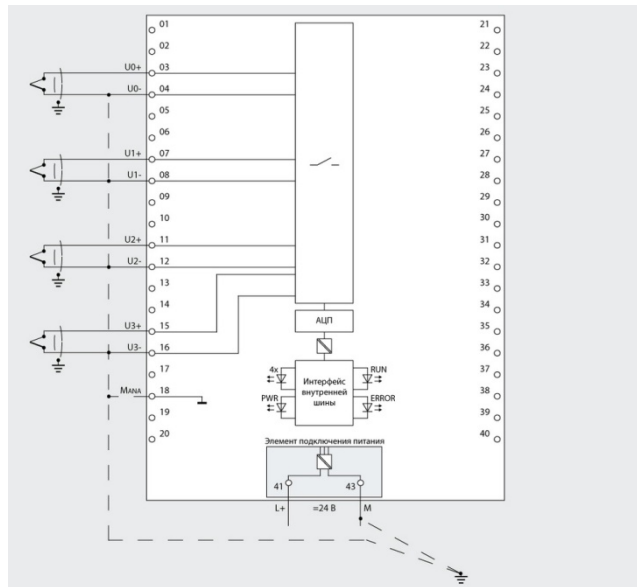 01 21
02 22
U0+ 03 23
U0- 04 24
05 25
06 26
U1+ 07 27
U1- 08 28
09 29
10 30
U2+ 11 31
U2- 12 32
13 33
14 34
U3+ 15 АЦП 35
U3- 16 36
17 4x RUN 37
Интерфейс
внутренней
шины
MANA 18 PWR ERROR 38
19 39
20 40
Элемент подключения питания
41 43
L+ =24 В M